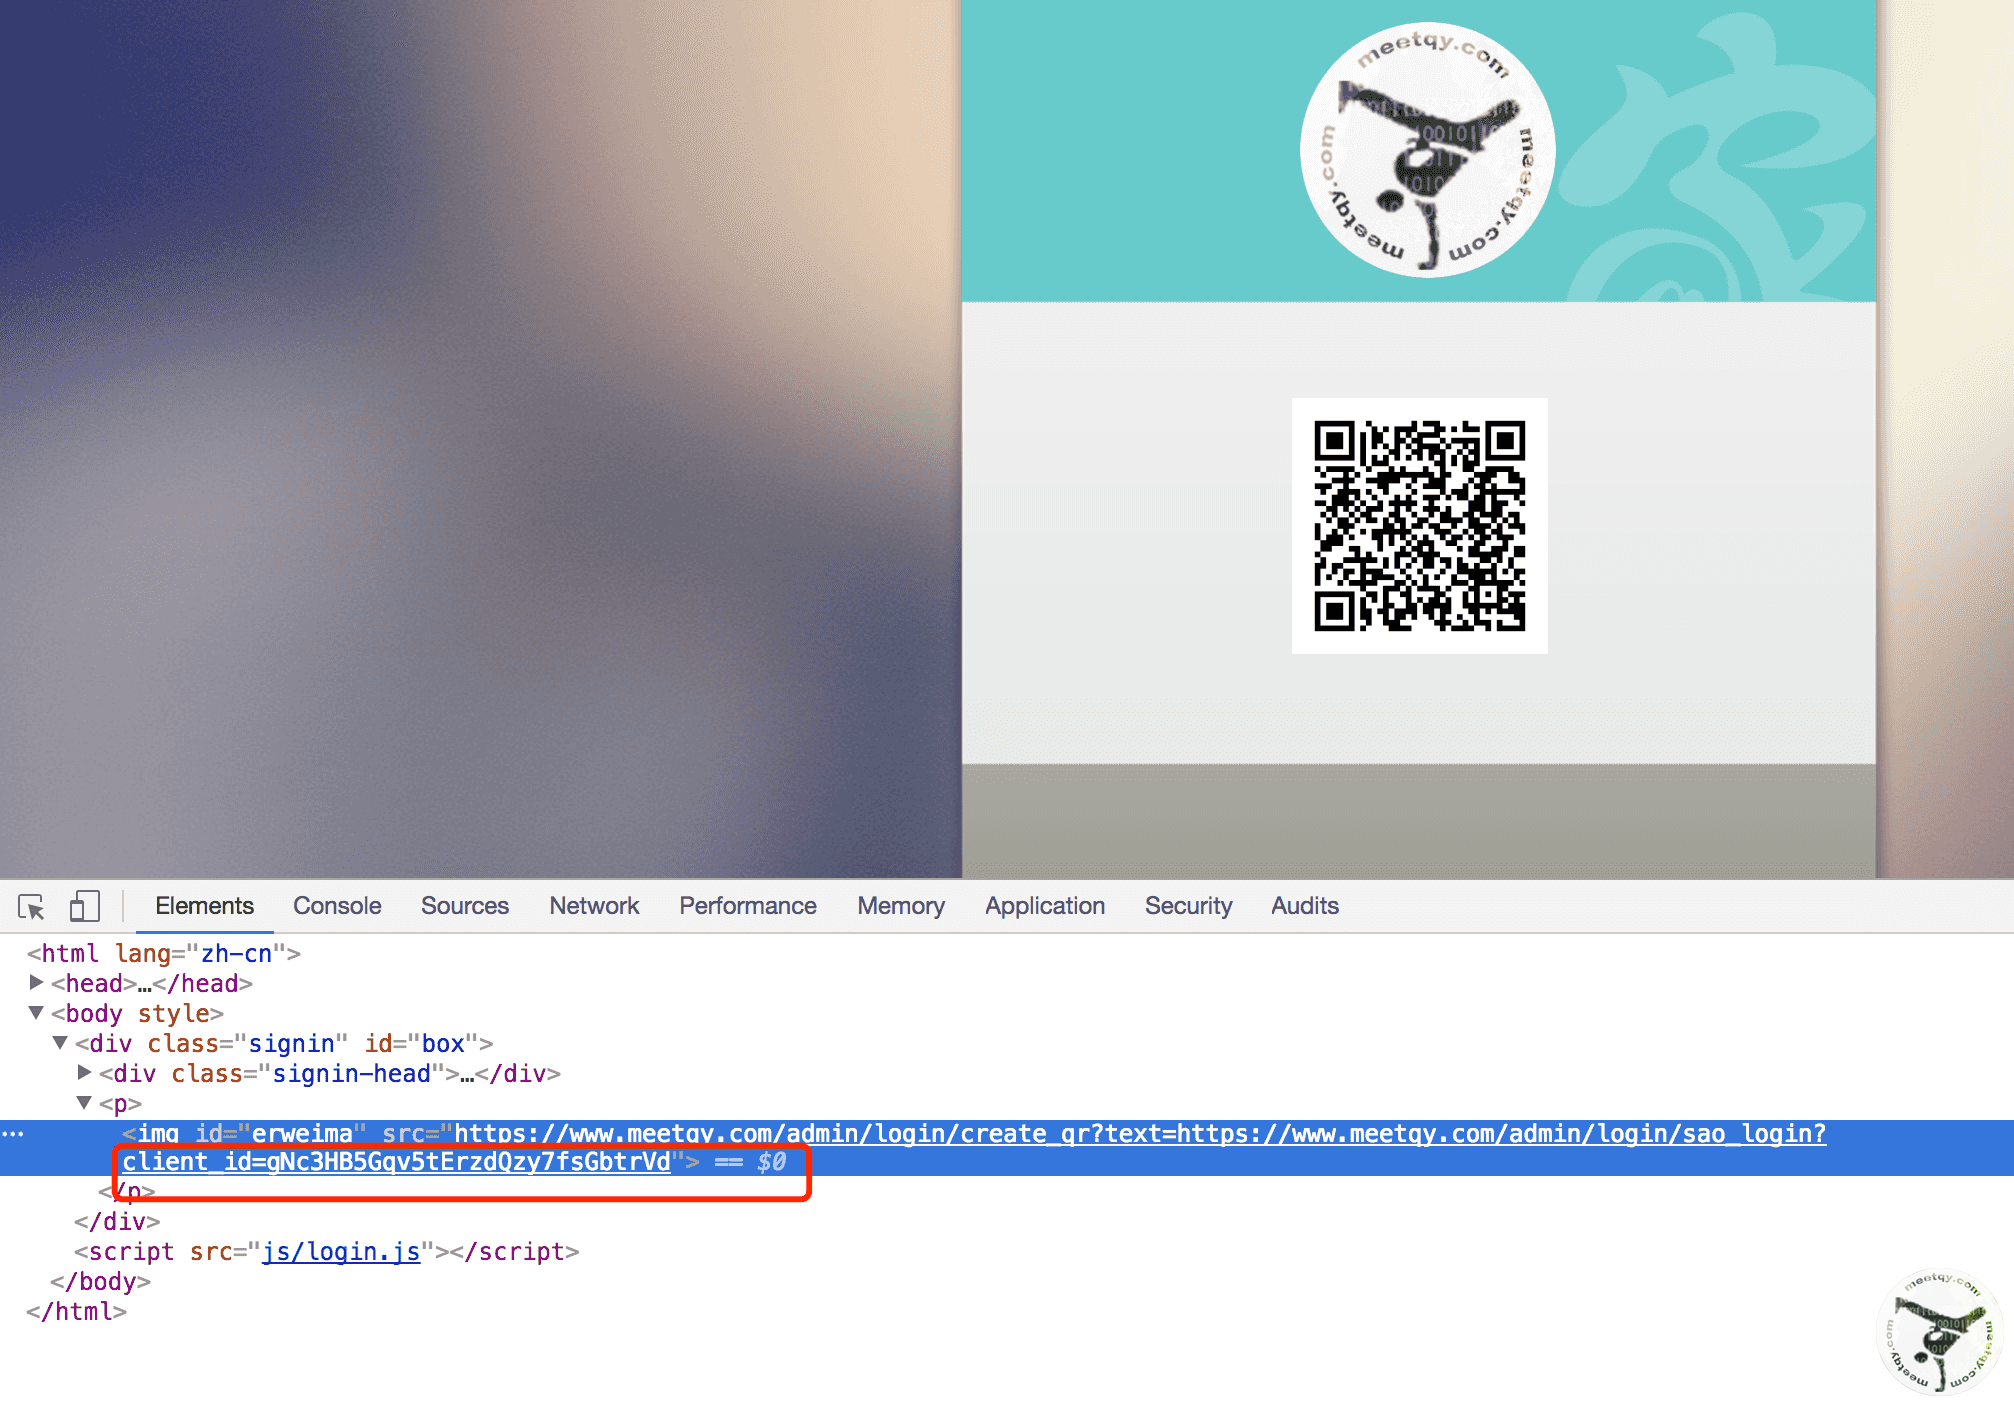 meetqy.com
meetqy.com
meetqy.com
meetqy.com
Elements Console Sources Network Performance Memory Application Security Audits
<html lang="zh-cn">
<head>…</head>
<body style>
<div class="signin" id="box">
<div class="signin-head">…</div>
<p>
<img id="erweima" src="https://www.meetqy.com/admin/login/create_qr?text=https://www.meetqy.com/admin/login/sao_login?
client_id=gNc3HB5Gqv5tErzdQzy7fsGbtrVd"> == $0
</p>
</div>
<script src="js/login.js"></script>
</body>
</html>
meetqy.com
meetqy.com
meetqy.com
meetqy.com